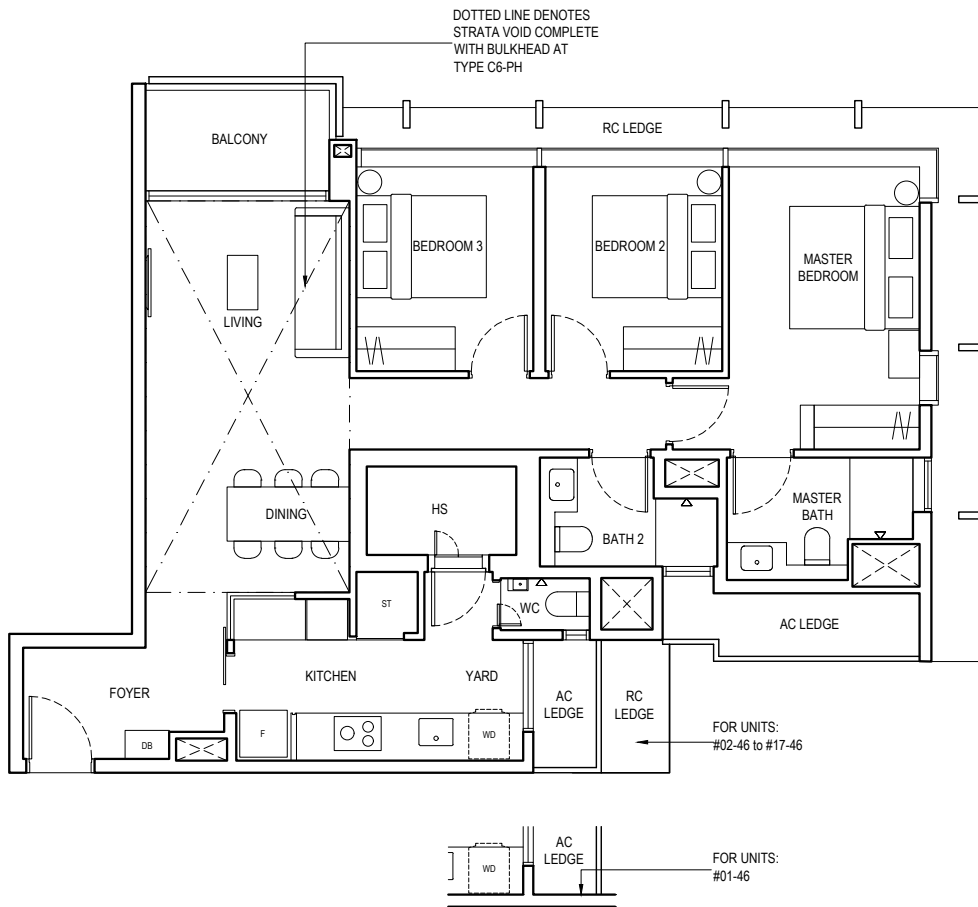 DOTTED LINE DENOTES
STRATA VOID COMPLETE
WITH BULKHEAD AT
TYPE C6-PH
BALCONY
RC LEDGE
BEDROOM 3
BEDROOM 2
MASTER
BEDROOM
LIVING
DINING
HS
BATH 2
MASTER
BATH
ST
WC
AC LEDGE
FOYER
KITCHEN
YARD
AC
LEDGE
RC
LEDGE
DB
F
WD
FOR UNITS:
#02-46 to #17-46
AC
LEDGE
WD
FOR UNITS:
#01-46